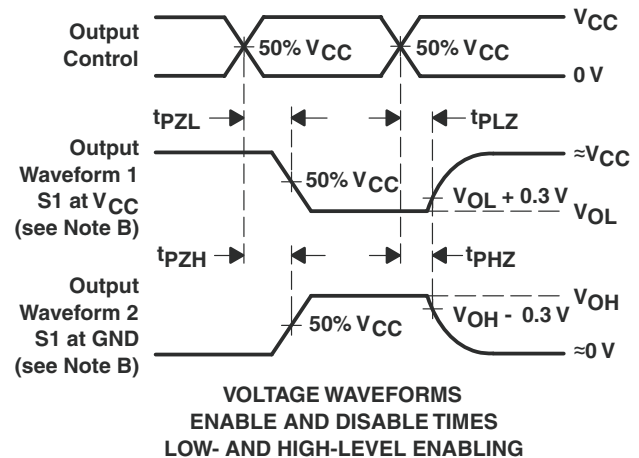 Output
Control
50% VCC
50% VCC
VCC
0 V
tPZL
tPLZ
Output
Waveform 1
S1 at VCC
(see Note B)
50% VCC
≈VCC
VOL + 0.3 V
VOL
tPZH
tPHZ
Output
Waveform 2
S1 at GND
(see Note B)
50% VCC
VOH
VOH - 0.3 V
≈0 V
VOLTAGE WAVEFORMS
ENABLE AND DISABLE TIMES
LOW- AND HIGH-LEVEL ENABLING